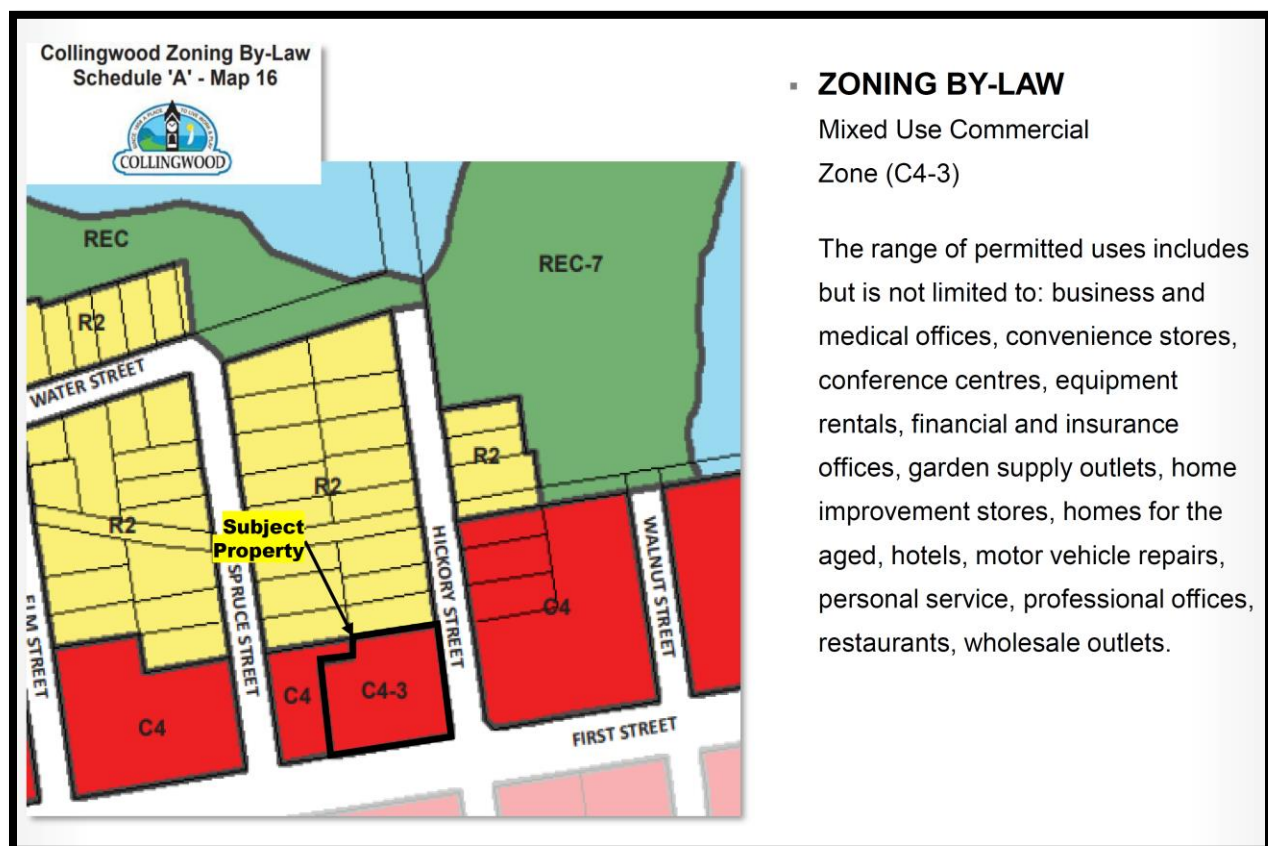 Collingwood Zoning By-Law
Schedule 'A' - Map 16
COLLINGWOOD
REC
REC-7
R2
WATER STREET
R2
R2
R2
Subject
Property
ELM STREET
SPRUCE STREET
HICKORY STREET
WALNUT STREET
C4
C4
C4-3
C4
FIRST STREET
▪ ZONING BY-LAW
Mixed Use Commercial
Zone (C4-3)
The range of permitted uses includes
but is not limited to: business and
medical offices, convenience stores,
conference centres, equipment
rentals, financial and insurance
offices, garden supply outlets, home
improvement stores, homes for the
aged, hotels, motor vehicle repairs,
personal service, professional offices,
restaurants, wholesale outlets.